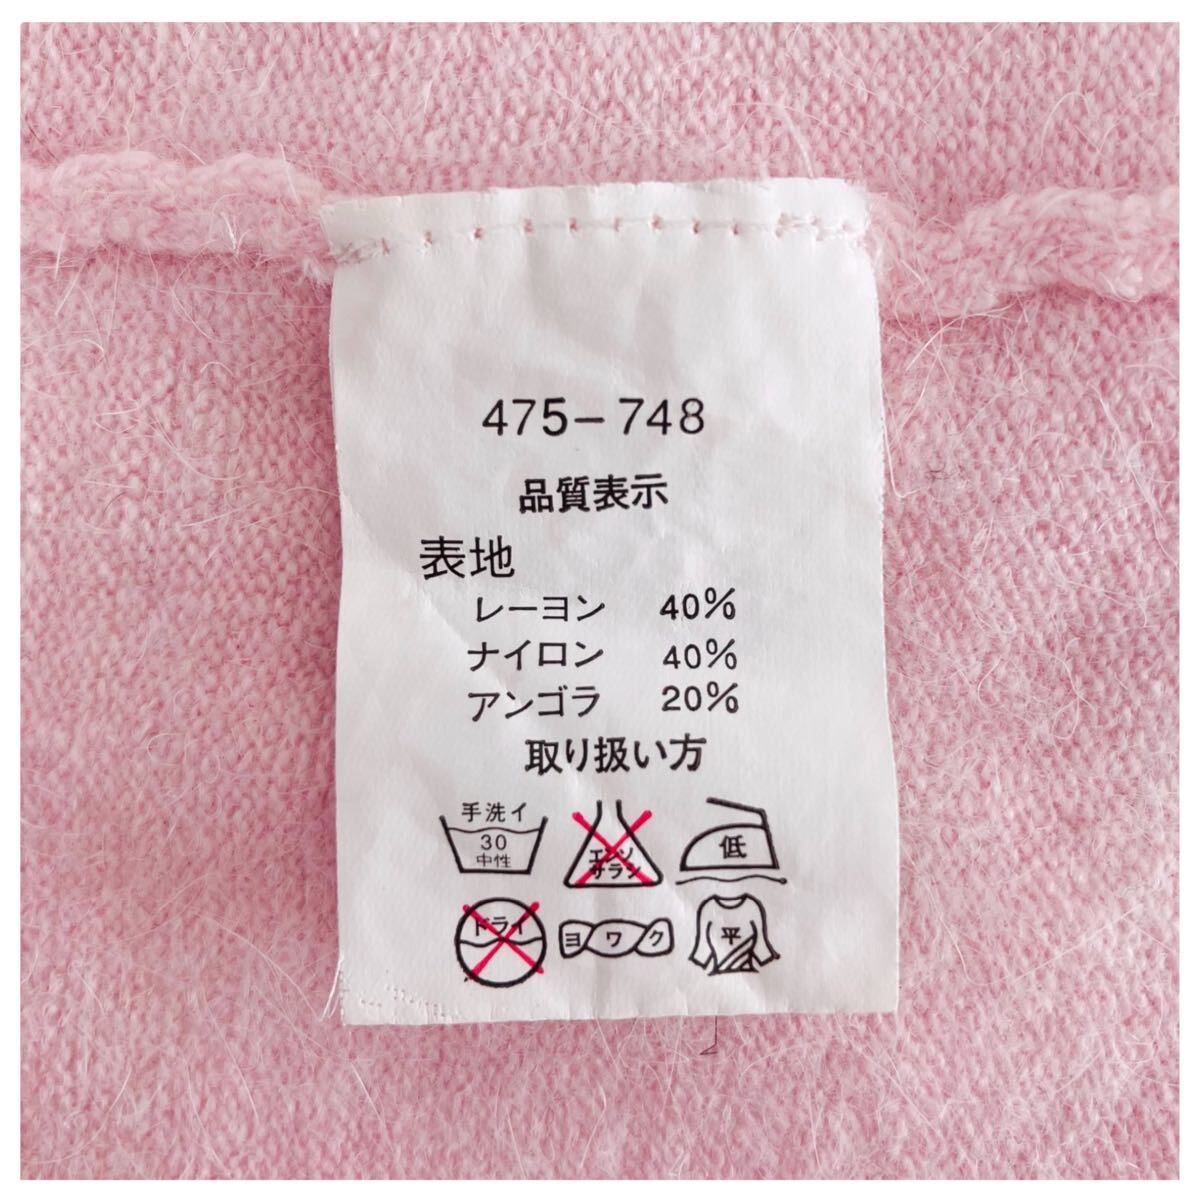 475-748
品質表示
表地
レーヨン 40%
ナイロン 40%
アンゴラ 20%
取り扱い方
手洗イ
30
中性
エンソ
サラシ
低
ドライ
ヨワク
平